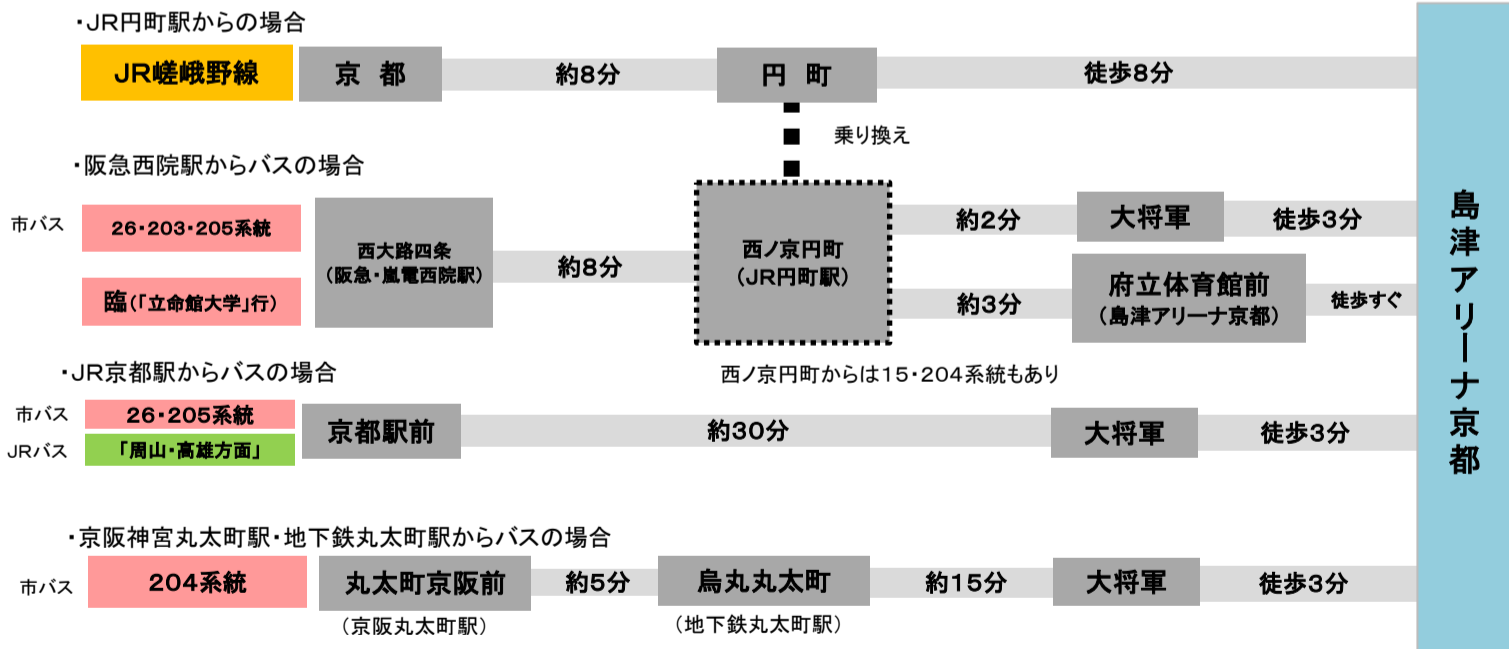 ・JR円町駅からの場合
JR嵯峨野線 京 都 約8分 円 町 徒歩8分
乗り換え
・阪急西院駅からバスの場合
市バス 26・203・205系統
臨(「立命館大学」行)
西大路四条
(阪急・嵐電西院駅)
約8分
西ノ京円町
(JR円町駅)
約2分 大将軍 徒歩3分
約3分 府立体育館前
(島津アリーナ京都)
徒歩すぐ
西ノ京円町からは15・204系統もあり
・JR京都駅からバスの場合
市バス 26・205系統
JRバス 「周山・高雄方面」
京都駅前 約30分 大将軍 徒歩3分
・京阪神宮丸太町駅・地下鉄丸太町駅からバスの場合
市バス 204系統 丸太町京阪前 約5分 烏丸丸太町 約15分 大将軍 徒歩3分
(京阪丸太町駅) (地下鉄丸太町駅)
島津アリーナ京都